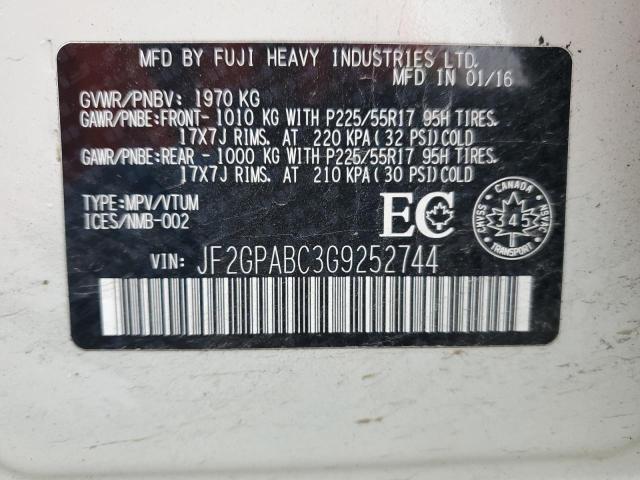 MFD BY FUJI HEAVY INDUSTRIES LTD.
MFD IN 01/16
GVWR/PNBV: 1970 KG
GAWR/PNBE:FRONT- 1010 KG WITH P225/55R17 95H TIRES.
17X7J RIMS. AT 220 KPA (32 PSI) COLD
GAWR/PNBE:REAR - 1000 KG WITH P225/55R17 95H TIRES.
17X7J RIMS. AT 210 KPA (30 PSI) COLD
TYPE:MPV/VTUM
ICES/NMB-002
EC
CANADA
CMVSS
NSVAC
345
TRANSPORT
VIN: JF2GPABC3G9252744